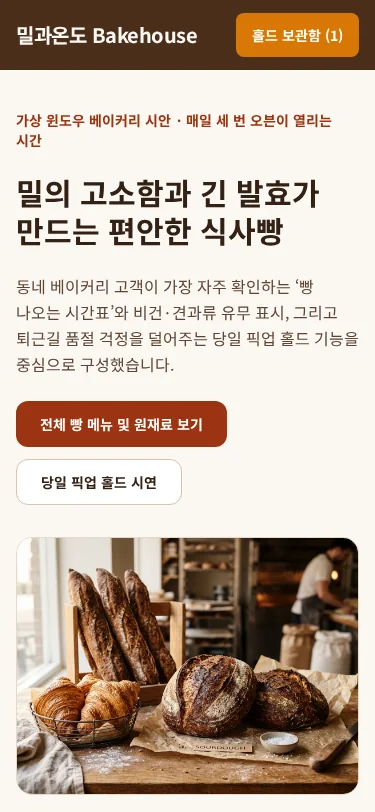 밀과온도 Bakehouse
홀드 보관함 (1)
가상 윈도우 베이커리 시안 · 매일 세 번 오븐이 열리는
시간
밀의 고소함과 긴 발효가
만드는 편안한 식사빵
동네 베이커리 고객이 가장 자주 확인하는 ‘빵
나오는 시간표’와 비건·견과류 유무 표시, 그리고
퇴근길 품절 걱정을 덜어주는 당일 픽업 홀드 기능을
중심으로 구성했습니다.
전체 빵 메뉴 및 원재료 보기
당일 픽업 홀드 시연
SOURDOUGH